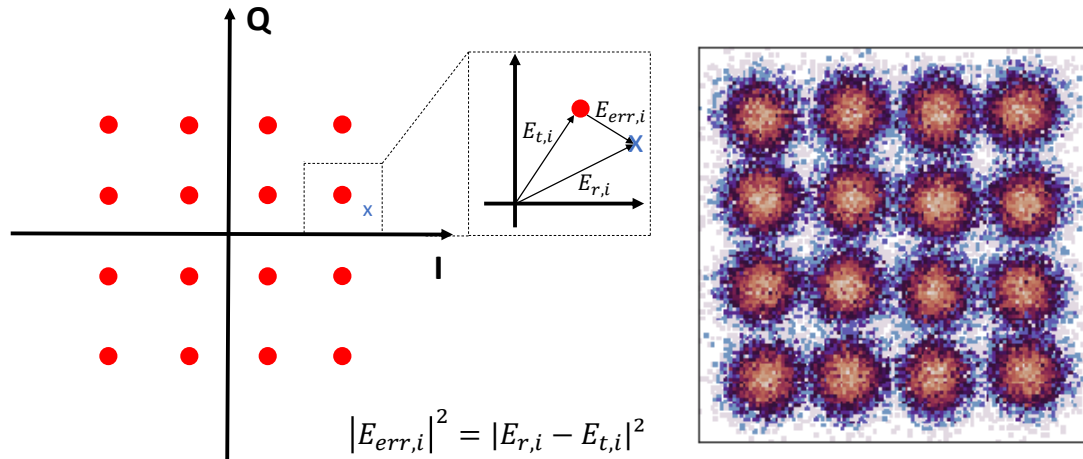 Q
E_{err,i}
E_{t,i}
X
E_{r,i}
x
I
|E_{err,i}|^2 = |E_{r,i} − E_{t,i}|^2